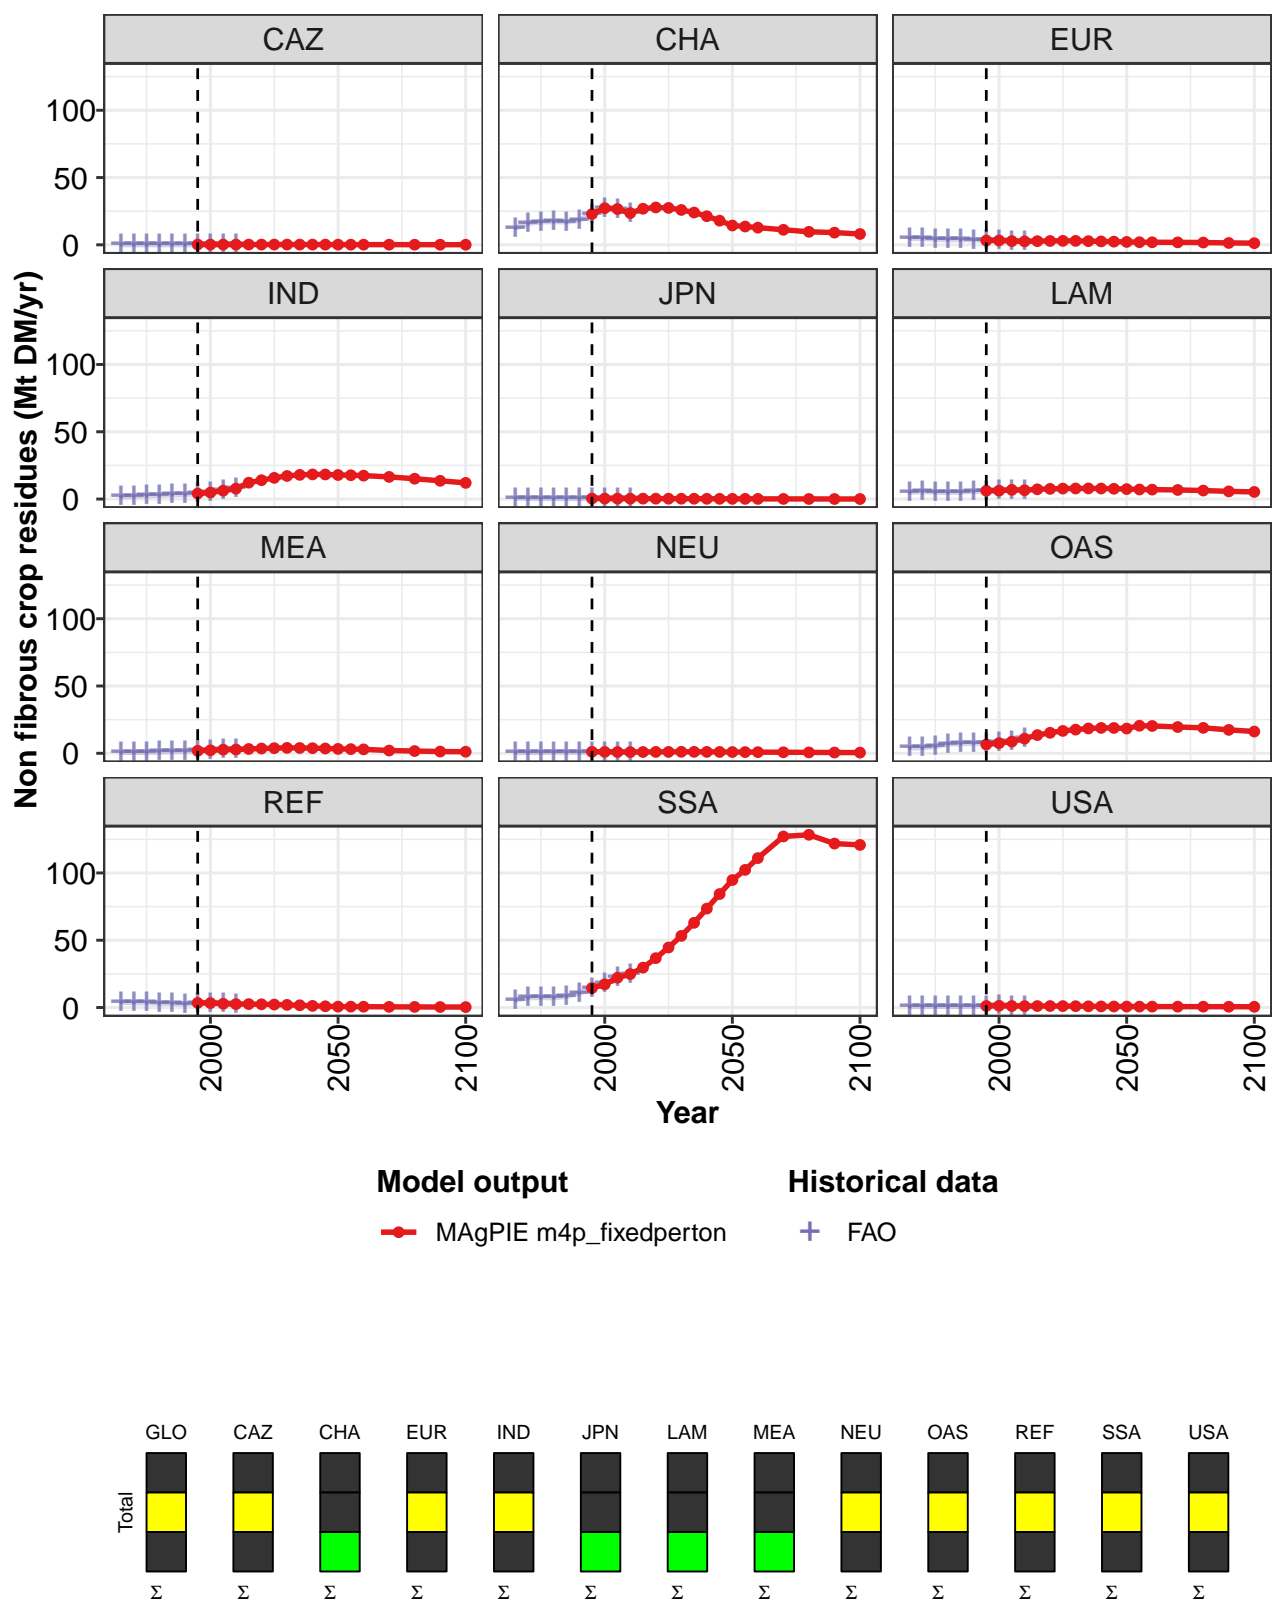 CAZ CHA EUR
100
50
0
IND JPN LAM
100
50
0
MEA NEU OAS
100
50
0
REF SSA USA
100
50
0
Non fibrous crop residues (Mt DM/yr)
2000 2050 2100 2000 2050 2100 2000 2050 2100
Year
Model output Historical data
MAgPIE m4p_fixedperton FAO
GLO CAZ CHA EUR IND JPN LAM MEA NEU OAS REF SSA USA
Total
Σ Σ Σ Σ Σ Σ Σ Σ Σ Σ Σ Σ Σ